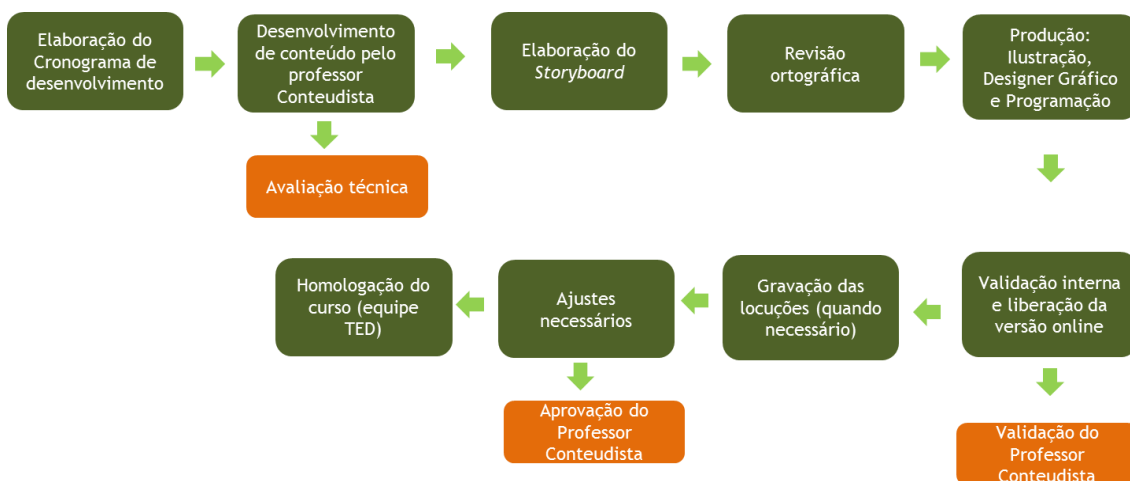 Elaboração do
Cronograma de
desenvolvimento
Desenvolvimento
de conteúdo pelo
professor
Conteudista
Elaboração do
Storyboard
Revisão
ortográfica
Produção:
Ilustração,
Designer Gráfico
e Programação
Avaliação técnica
Homologação do
curso (equipe
TED)
Ajustes
necessários
Gravação das
locuções (quando
necessário)
Validação interna
e liberação da
versão online
Aprovação do
Professor
Conteudista
Validação do
Professor
Conteudista